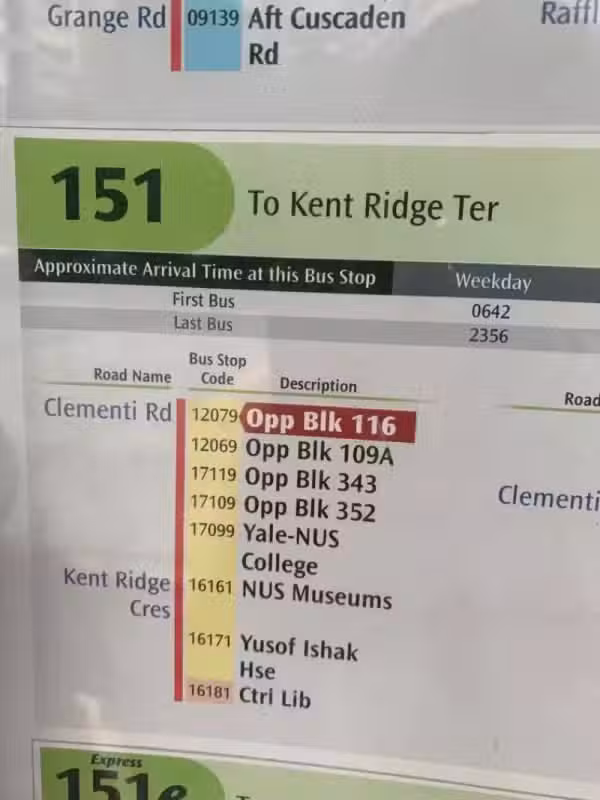 Grange Rd 09139 Aft Cuscaden
Rd
151 To Kent Ridge Ter
Approximate Arrival Time at this Bus Stop Weekday
First Bus 0642
Last Bus 2356
Road Name Bus Stop Code Description Road
Clementi Rd 12079 Opp Blk 116
12069 Opp Blk 109A
17119 Opp Blk 343
17109 Opp Blk 352
17099 Yale-NUS
College
Kent Ridge 16161 NUS Museums
Cres
16171 Yusof Ishak
Hse
16181 Ctrl Lib
Clementi
Express
151e